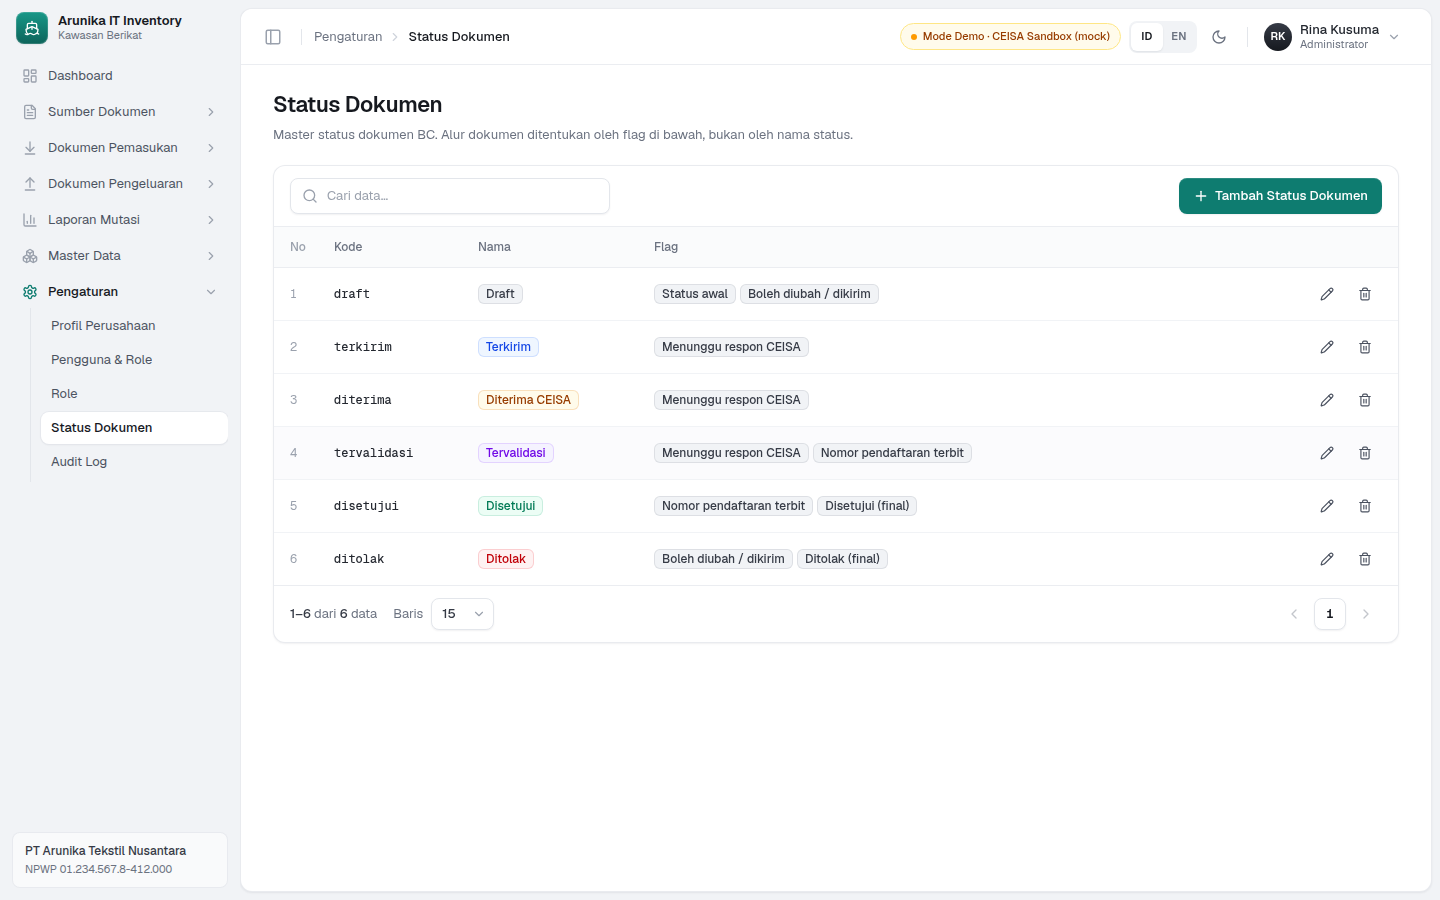 Arunika IT Inventory
Kawasan Berikat
Dashboard
Sumber Dokumen
Dokumen Pemasukan
Dokumen Pengeluaran
Laporan Mutasi
Master Data
Pengaturan
Profil Perusahaan
Pengguna & Role
Role
Status Dokumen
Audit Log
PT Arunika Tekstil Nusantara
NPWP 01.234.567.8-412.000
Pengaturan Status Dokumen
Mode Demo · CEISA Sandbox (mock)
ID EN
RK
Rina Kusuma
Administrator
Status Dokumen
Master status dokumen BC. Alur dokumen ditentukan oleh flag di bawah, bukan oleh nama status.
Cari data…
Tambah Status Dokumen
No Kode Nama Flag
1 draft Draft Status awal Boleh diubah / dikirim
2 terkirim Terkirim Menunggu respon CEISA
3 diterima Diterima CEISA Menunggu respon CEISA
4 tervalidasi Tervalidasi Menunggu respon CEISA Nomor pendaftaran terbit
5 disetujui Disetujui Nomor pendaftaran terbit Disetujui (final)
6 ditolak Ditolak Boleh diubah / dikirim Ditolak (final)
1–6 dari 6 data Baris 15 1